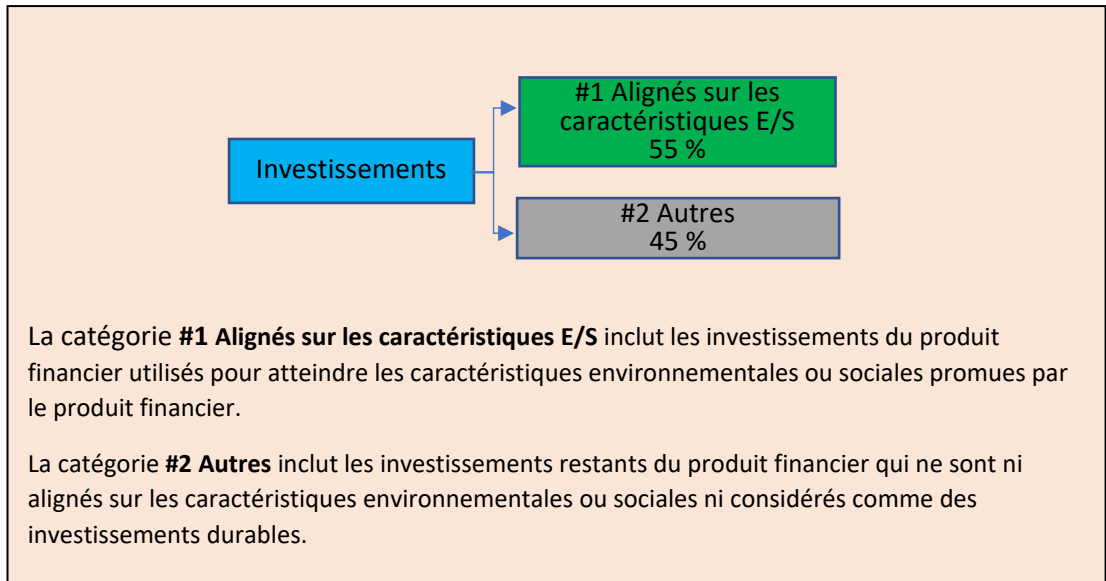 #1 Alignés sur les
caractéristiques E/S
55 %
Investissements
#2 Autres
45 %
La catégorie #1 Alignés sur les caractéristiques E/S inclut les investissements du produit
financier utilisés pour atteindre les caractéristiques environnementales ou sociales promues par
le produit financier.
La catégorie #2 Autres inclut les investissements restants du produit financier qui ne sont ni
alignés sur les caractéristiques environnementales ou sociales ni considérés comme des
investissements durables.